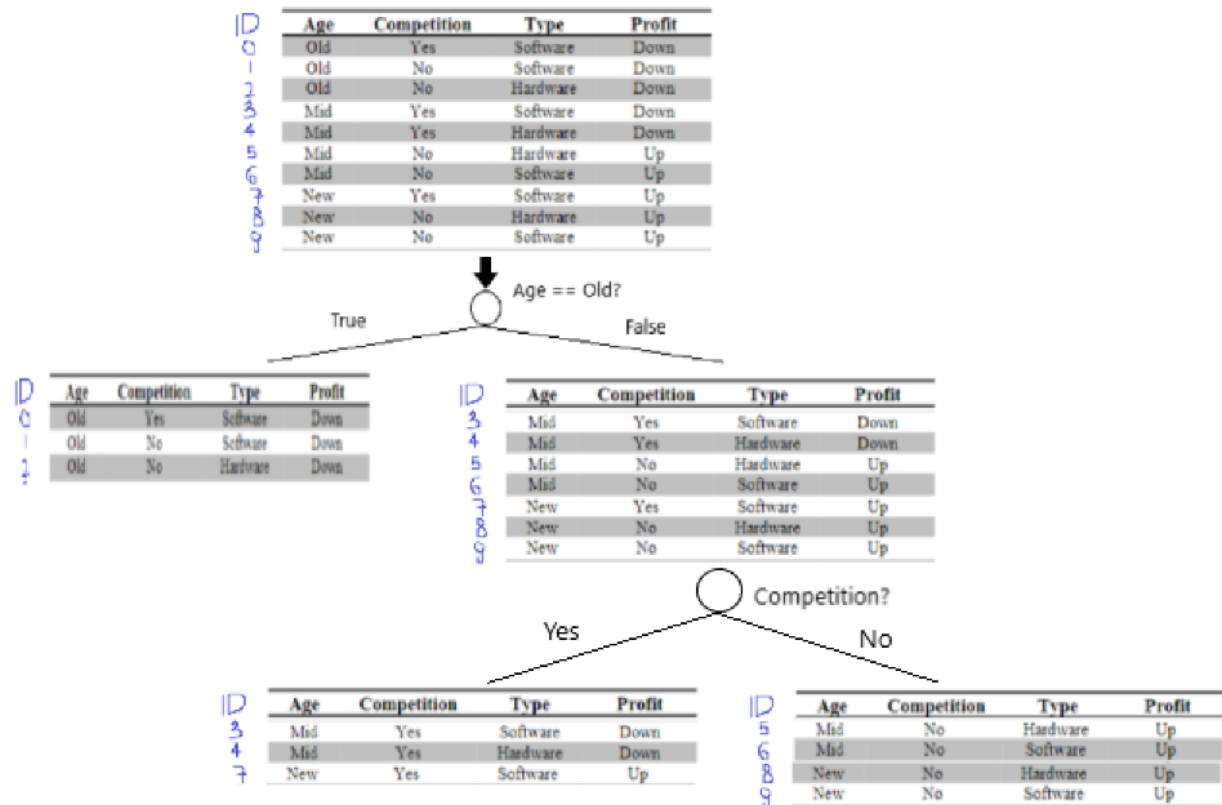 ID Age Competition Type Profit
0 Old Yes Software Down
1 Old No Software Down
2 Old No Hardware Down
3 Mid Yes Software Down
4 Mid Yes Hardware Down
5 Mid No Hardware Up
6 Mid No Software Up
7 New Yes Software Up
8 New No Hardware Up
9 New No Software Up
Age == Old?
True
False
ID Age Competition Type Profit
0 Old Yes Software Down
1 Old No Software Down
2 Old No Hardware Down
ID Age Competition Type Profit
3 Mid Yes Software Down
4 Mid Yes Hardware Down
5 Mid No Hardware Up
6 Mid No Software Up
7 New Yes Software Up
8 New No Hardware Up
9 New No Software Up
Competition?
Yes
No
ID Age Competition Type Profit
3 Mid Yes Software Down
4 Mid Yes Hardware Down
7 New Yes Software Up
ID Age Competition Type Profit
5 Mid No Hardware Up
6 Mid No Software Up
8 New No Hardware Up
9 New No Software Up